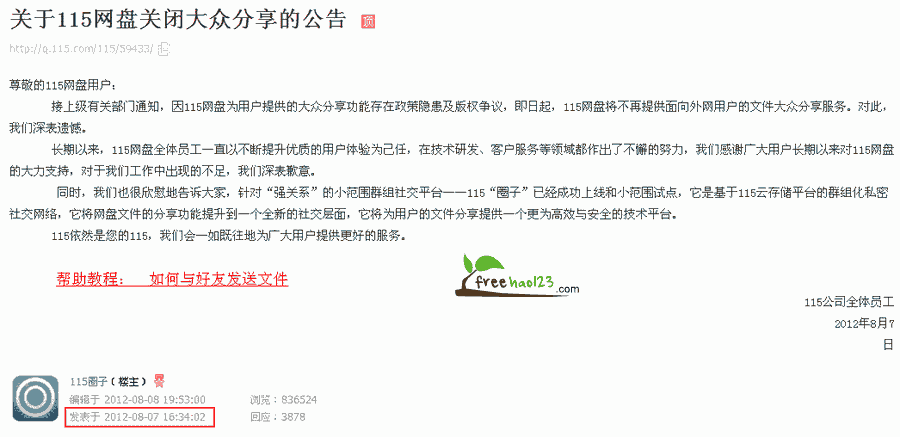 关于115网盘关闭大众分享的公告 顶
http://q.115.com/115/59433/
尊敬的115网盘用户：
接上级有关部门通知，因115网盘为用户提供的大众分享功能存在政策隐患及版权争议，即日起，115网盘将不再提供面向外网用户的文件大众分享服务。对此，
我们深表遗憾。
长期以来，115网盘全体员工一直以不断提升优质的用户体验为己任，在技术研发、客户服务等领域都作出了不懈的努力，我们感谢广大用户长期以来对115网盘
的大力支持，对于我们工作中出现的不足，我们深表歉意。
同时，我们也很欣慰地告诉大家，针对“强关系”的小范围群组社交平台——115“圈子”已经成功上线和小范围试点，它是基于115云存储平台的群组化私密
社交网络，它将网盘文件的分享功能提升到一个全新的社交层面，它将为用户的文件分享提供一个更为高效与安全的技术平台。
115依然是您的115，我们会一如既往地为广大用户提供更好的服务。
帮助教程： 如何与好友发送文件
freehao123.com
115公司全体员工
2012年8月7
日
115圈子（楼主）
编辑于 2012-08-08 19:53:00 浏览：836524
发表于 2012-08-07 16:34:02 回应：3878